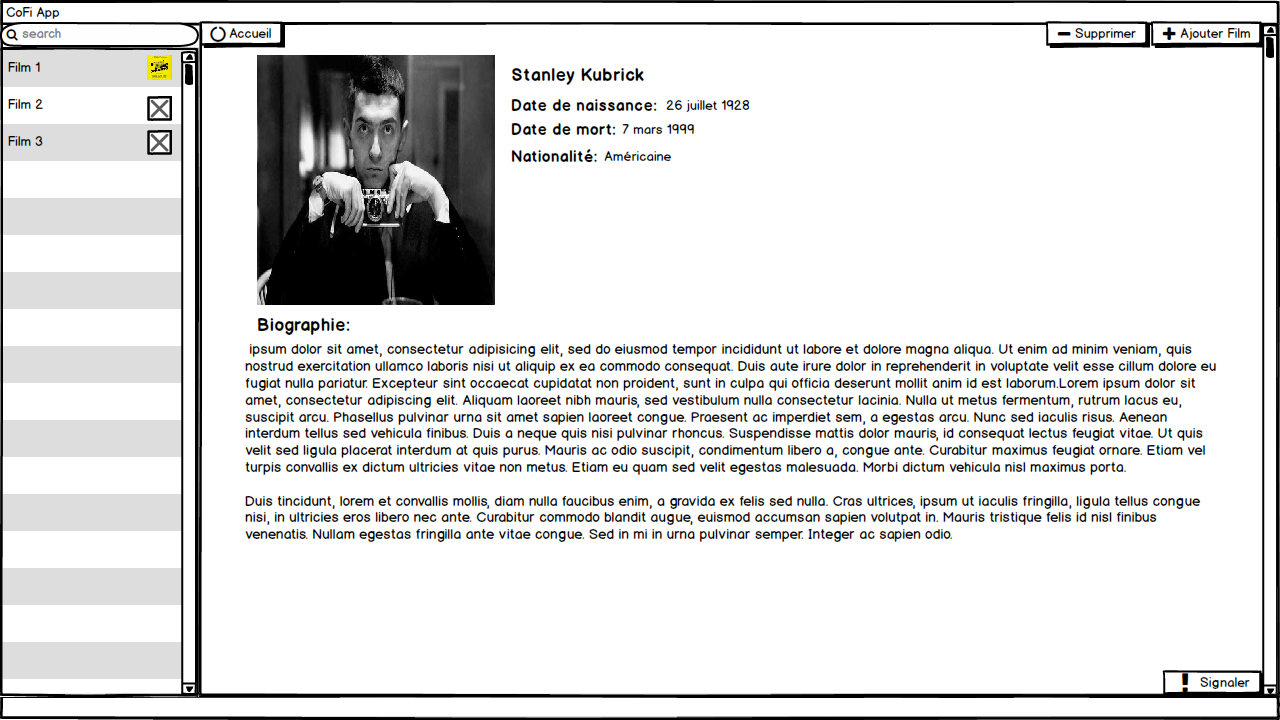 CoFi App
search
Accueil
Supprimer
Ajouter Film
Film 1
Film 2
Film 3
Stanley Kubrick
Date de naissance: 26 juillet 1928
Date de mort: 7 mars 1999
Nationalité: Américaine
Biographie:
ipsum dolor sit amet, consectetur adipisicing elit, sed do eiusmod tempor incididunt ut labore et dolore magna aliqua. Ut enim ad minim veniam, quis
nostrud exercitation ullamco laboris nisi ut aliquip ex ea commodo consequat. Duis aute irure dolor in reprehenderit in voluptate velit esse cillum dolore eu
fugiat nulla pariatur. Excepteur sint occaecat cupidatat non proident, sunt in culpa qui officia deserunt mollit anim id est laborum.Lorem ipsum dolor sit
amet, consectetur adipiscing elit. Aliquam laoreet nibh mauris, sed vestibulum nulla consectetur lacinia. Nulla ut metus fermentum, rutrum lacus eu,
suscipit arcu. Phasellus pulvinar urna sit amet sapien laoreet congue. Praesent ac imperdiet sem, a egestas arcu. Nunc sed iaculis risus. Aenean
interdum tellus sed vehicula finibus. Duis a neque quis nisi pulvinar rhoncus. Suspendisse mattis dolor mauris, id consequat lectus feugiat vitae. Ut quis
velit sed ligula placerat interdum at quis purus. Mauris ac odio suscipit, condimentum libero a, congue ante. Curabitur maximus feugiat ornare. Etiam vel
turpis convallis ex dictum ultricies vitae non metus. Etiam eu quam sed velit egestas malesuada. Morbi dictum vehicula nisl maximus porta.
Duis tincidunt, lorem et convallis mollis, diam nulla faucibus enim, a gravida ex felis sed nulla. Cras ultrices, ipsum ut iaculis fringilla, ligula tellus congue
nisi, in ultricies eros libero nec ante. Curabitur commodo blandit augue, euismod accumsan sapien volutpat in. Mauris tristique felis id nisl finibus
venenatis. Nullam egestas fringilla ante vitae congue. Sed in mi in urna pulvinar semper. Integer ac sapien odio.
Signaler